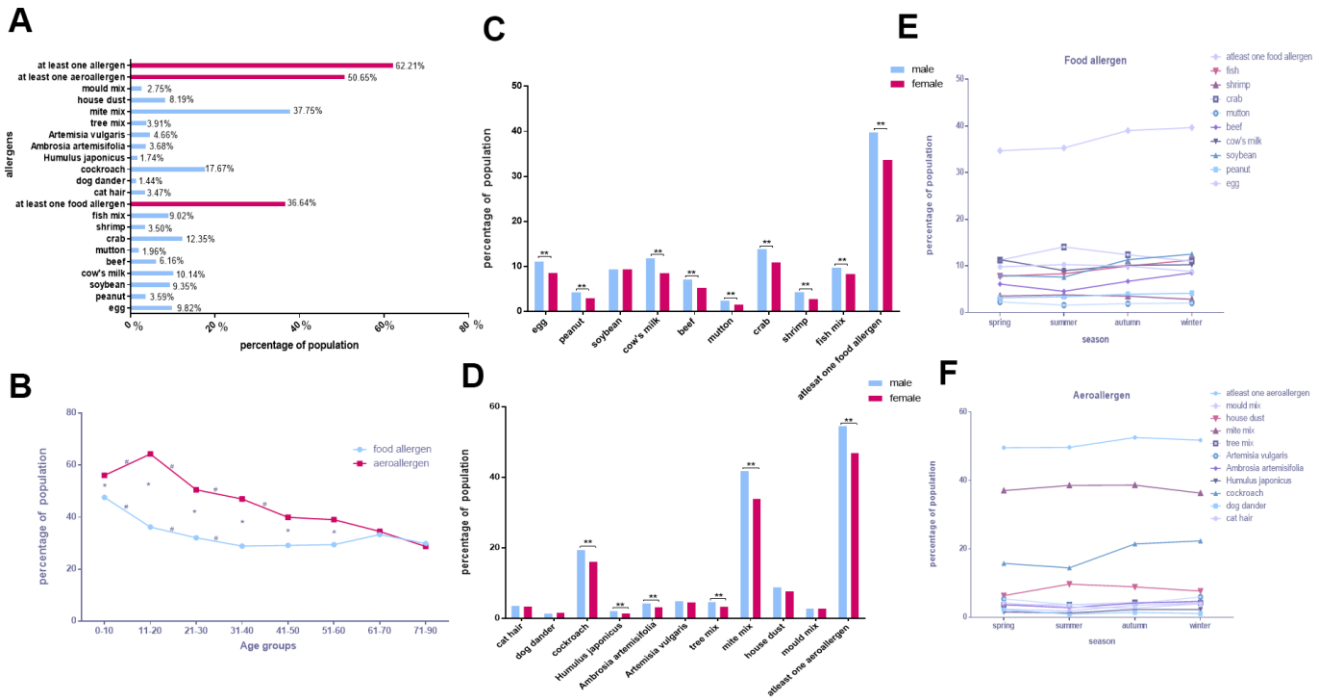 A
at least one allergen 62.21%
at least one aeroallergen 50.65%
mould mix 2.75%
house dust 8.19%
mite mix 37.75%
tree mix 3.91%
Artemisia vulgaris 4.66%
Ambrosia artemisifolia 3.68%
Humulus japonicus 1.74%
cockroach 17.67%
dog dander 1.44%
cat hair 3.47%
at least one food allergen 36.64%
fish mix 9.02%
shrimp 3.50%
crab 12.35%
mutton 1.96%
beef 6.16%
cow's milk 10.14%
soybean 9.35%
peanut 3.59%
egg 9.82%
allergens
0 % 20 % 40 % 60 % 80 %
percentage of population
B
80
60
40
20
0
percentage of population
food allergen
aeroallergen
# # # #
* * * * * *
# # #
0-10 11-20 21-30 31-40 41-50 51-60 61-70 71-90
Age groups
C
male
female
50
40
30
20
10
0
percentage of population
** ** ** ** ** ** ** ** **
egg
peanut
soybean
cow's milk
beef
mutton
crab
shrimp
fish mix
atlesat one food allergen
D
male
female
60
40
20
0
percentage of population
** ** ** ** ** **
cat hair
dog dander
cockroach
Humulus japonicus
Ambrosia artemisifolia
Artemisia vulgaris
tree mix
mite mix
house dust
mould mix
atleast one aeroallergen
E
Food allergen
50
40
30
20
10
0
percentage of population
spring summer autumn winter
season
atleast one food allergen
fish
shrimp
crab
mutton
beef
cow's milk
soybean
peanut
egg
F
Aeroallergen
60
40
20
0
percentage of population
spring summer autumn winter
season
atleast one aeroallergen
mould mix
house dust
mite mix
tree mix
Artemisia vulgaris
Ambrosia artemisifolia
Humulus japonicus
cockroach
dog dander
cat hair